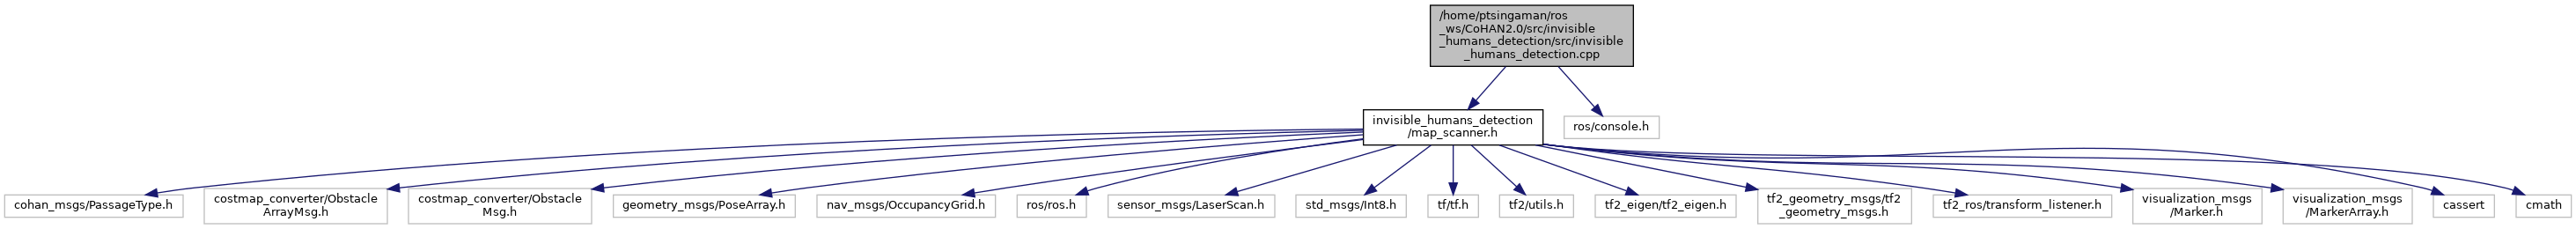 /home/ptsingaman/ros
_ws/CoHAN2.0/src/invisible
_humans_detection/src/invisible
_humans_detection.cpp
invisible_humans_detection
/map_scanner.h
ros/console.h
cohan_msgs/PassageType.h
costmap_converter/Obstacle
ArrayMsg.h
costmap_converter/Obstacle
Msg.h
geometry_msgs/PoseArray.h
nav_msgs/OccupancyGrid.h
ros/ros.h
sensor_msgs/LaserScan.h
std_msgs/Int8.h
tf/tf.h
tf2/utils.h
tf2_eigen/tf2_eigen.h
tf2_geometry_msgs/tf2
_geometry_msgs.h
tf2_ros/transform_listener.h
visualization_msgs
/Marker.h
visualization_msgs
/MarkerArray.h
cassert
cmath